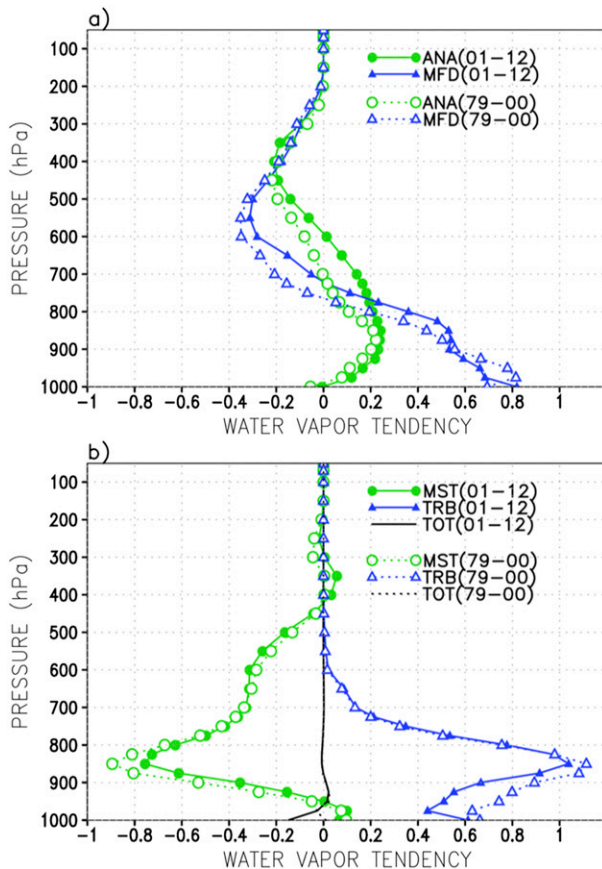 a)
100
200
300
400
500
600
700
800
900
1000
PRESSURE (hPa)
ANA(01-12)
MFD(01-12)
ANA(79-00)
MFD(79-00)
-1 -0.8 -0.6 -0.4 -0.2 0 0.2 0.4 0.6 0.8 1
WATER VAPOR TENDENCY
b)
100
200
300
400
500
600
700
800
900
1000
PRESSURE (hPa)
MST(01-12)
TRB(01-12)
TOT(01-12)
MST(79-00)
TRB(79-00)
TOT(79-00)
-1 -0.8 -0.6 -0.4 -0.2 0 0.2 0.4 0.6 0.8 1
WATER VAPOR TENDENCY